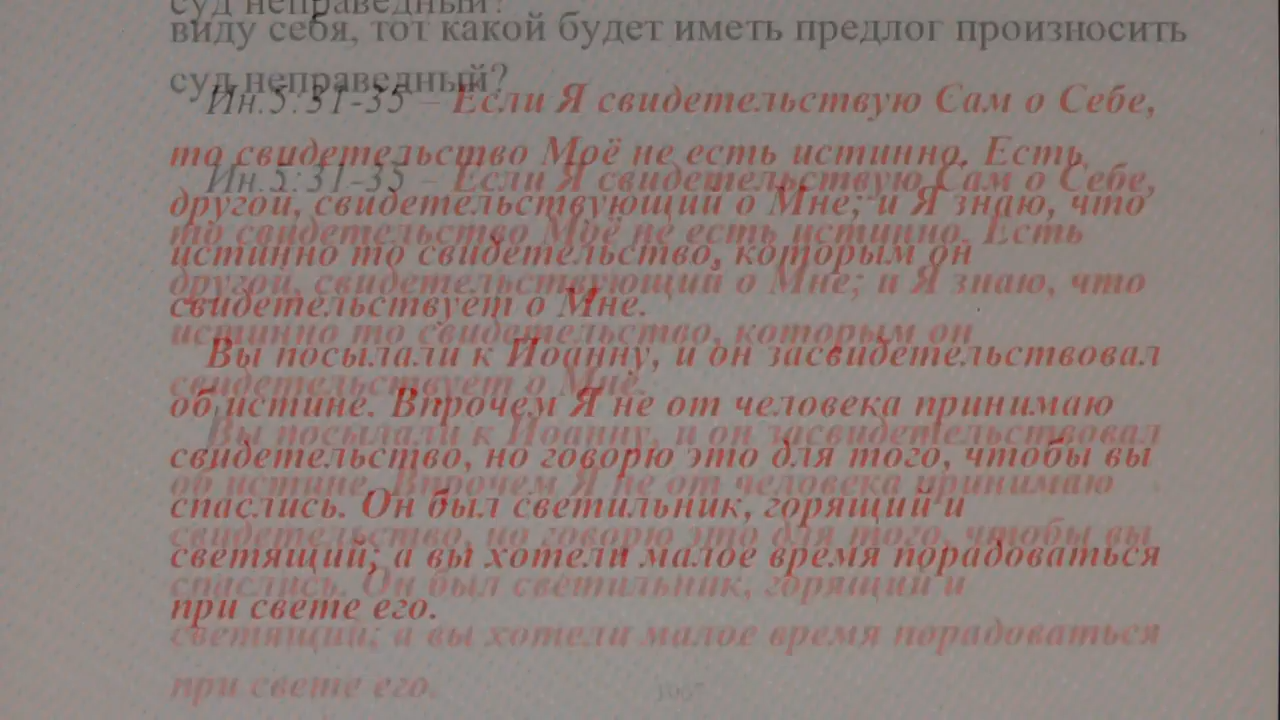 виду себя, тот какой будет иметь предлог произносить
суд неправедный?
Ин.5:31-35 – Если Я свидетельствую Сам о Себе,
то свидетельство Моё не есть истинно. Есть
другой, свидетельствующий о Мне; и Я знаю, что
истинно то свидетельство, которым он
свидетельствует о Мне.
Вы посылали к Иоанну, и он засвидетельствовал
об истине. Впрочем Я не от человека принимаю
свидетельство, но говорю это для того, чтобы вы
спаслись. Он был светильник, горящий и
светящий; а вы хотели малое время порадоваться
при свете его.